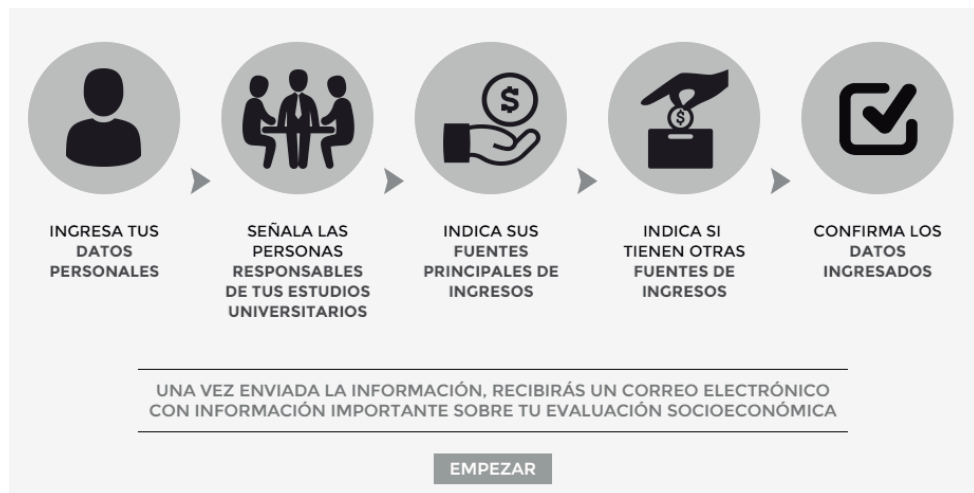 INGRESA TUS
DATOS
PERSONALES
SEÑALA LAS
PERSONAS
RESPONSABLES
DE TUS ESTUDIOS
UNIVERSITARIOS
INDICA SUS
FUENTES
PRINCIPALES DE
INGRESOS
INDICA SI
TIENEN OTRAS
FUENTES DE
INGRESOS
CONFIRMA LOS
DATOS
INGRESADOS
UNA VEZ ENVIADA LA INFORMACIÓN, RECIBIRÁS UN CORREO ELECTRÓNICO
CON INFORMACIÓN IMPORTANTE SOBRE TU EVALUACIÓN SOCIOECONÓMICA
EMPEZAR